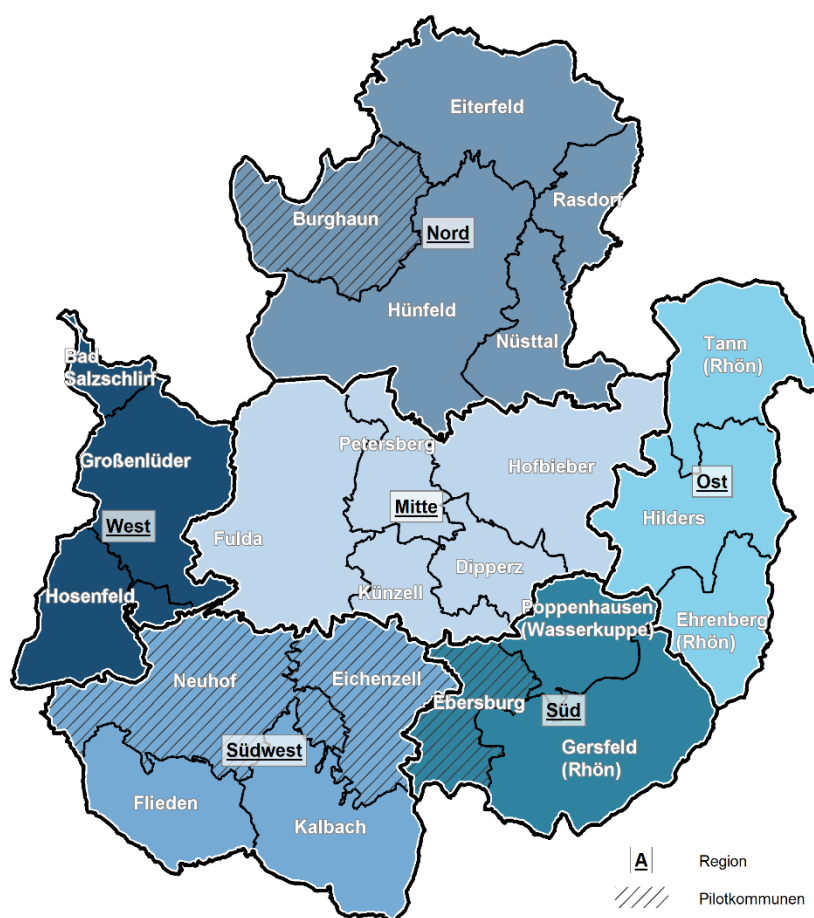 Eiterfeld
Rasdorf
Burghaun
Nord
Hünfeld
Nüsttal
Tann
(Rhön)
Bad
Salzschlirf
Petersberg
Hofbieber
Großenlüder
Ost
Mitte
Hilders
West
Fulda
Dipperz
Künzell
Hosenfeld
Poppenhausen
(Wasserkuppe)
Ehrenberg
(Rhön)
Neuhof
Eichenzell
Ebersburg
Süd
Südwest
Gersfeld
(Rhön)
Flieden
Kalbach
A Region
Pilotkommunen